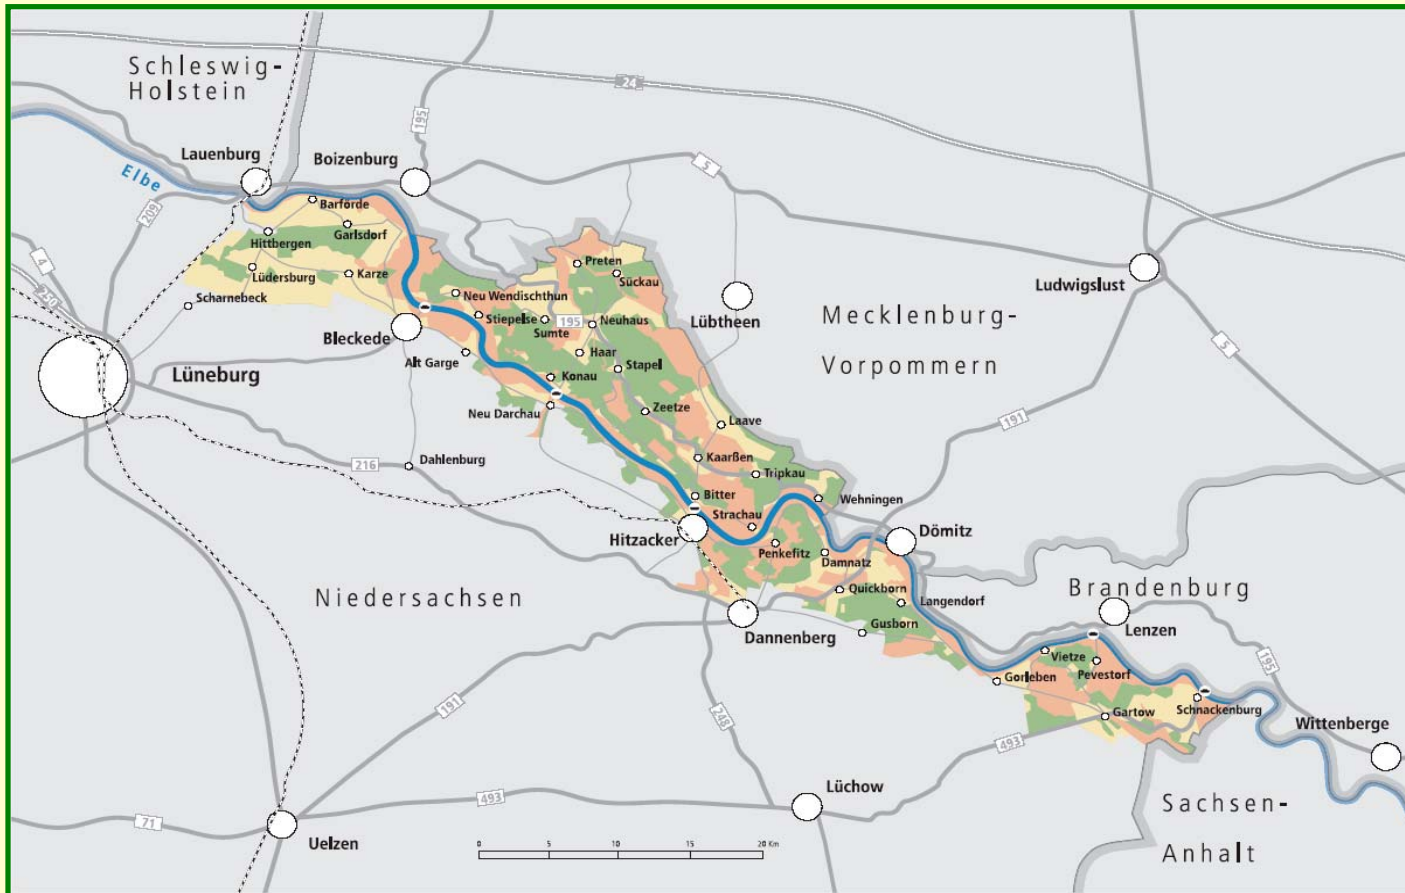 Schleswig-
Holstein
24
195
Lauenburg
Boizenburg
5
Elbe
209
Barförde
Garlsdorf
Hittbergen
Lüdersburg
Karze
Scharnebeck
4
250
Preten
Sückau
Neu Wendischthun
Stiepelse
Sumte
195
Neuhaus
Lübtheen
Ludwigslust
Mecklenburg-
Vorpommern
5
Bleckede
Alt Garge
Haar
Stapel
Konau
Lüneburg
Neu Darchau
Zeetze
Laave
191
Dahlenburg
216
Kaarßen
Tripkau
Bitter
Wehningen
Strachau
Hitzacker
Penkefitz
Damnatz
Dömitz
Niedersachsen
Quickborn
Langendorf
Brandenburg
Lenzen
Dannenberg
Gusborn
Vietze
Pevestorf
195
Gorleben
Gartow
Schnackenburg
Wittenberge
191
248
493
493
Lüchow
71
Uelzen
Sachsen-
Anhalt
0 5 10 15 20 Km